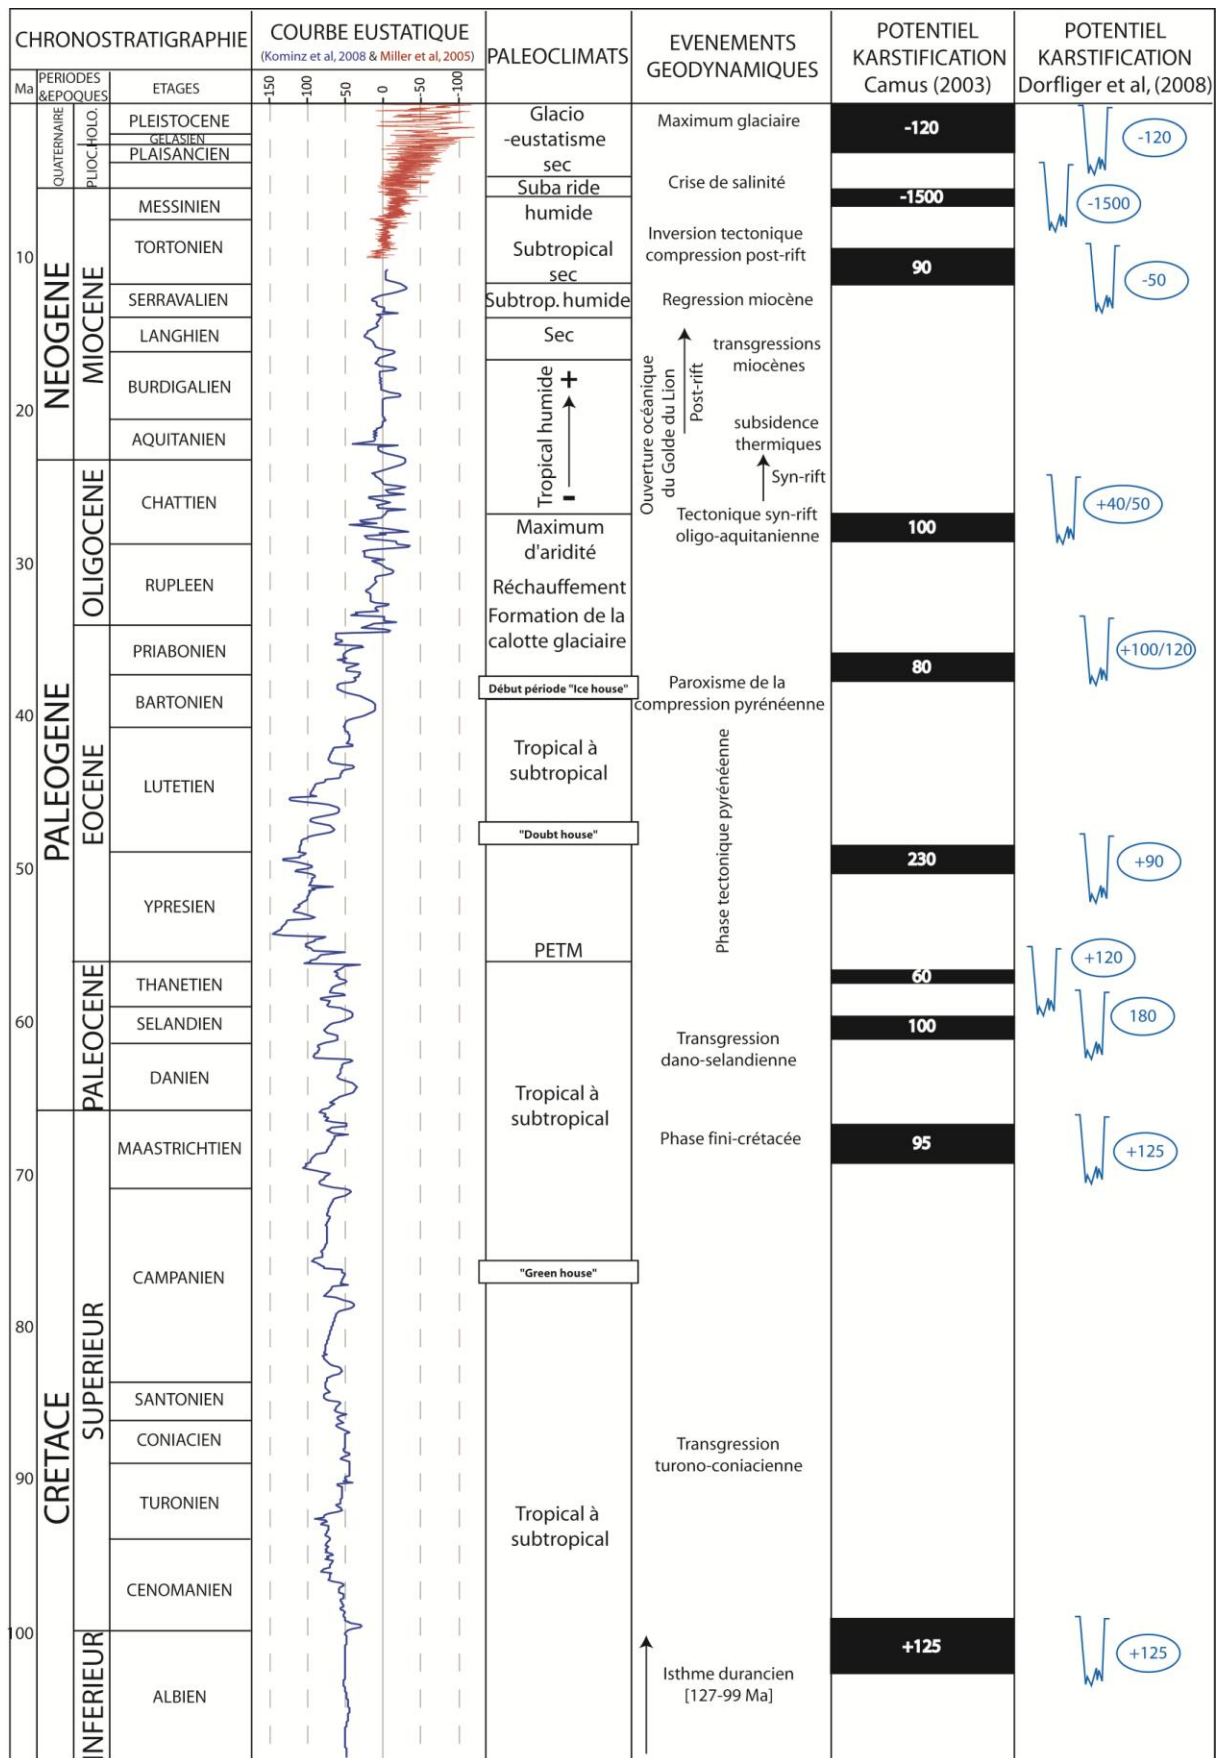 CHRONOSTRATIGRAPHIE
COURBE EUSTATIQUE
(Kominz et al, 2008 & Miller et al, 2005)
PALEOCLIMATS
EVENEMENTS
GEODYNAMIQUES
POTENTIEL
KARSTIFICATION
Camus (2003)
POTENTIEL
KARSTIFICATION
Dorfliger et al, (2008)
Ma
PERIODES
&EPOQUES
ETAGES
150
100
50
0
-50
-100
10
20
30
40
50
60
70
80
90
100
QUATERNAIRE
NEOGENE
PALEOGENE
CRETACE
HOLO.
PLIOC.
MIOCENE
OLIGOCENE
EOCENE
PALEOCENE
SUPERIEUR
INFERIEUR
PLEISTOCENE
GELASIEN
PLAISANCIEN
MESSINIEN
TORTONIEN
SERRAVALIEN
LANGHIEN
BURDIGALIEN
AQUITANIEN
CHATTIEN
RUPLEEN
PRIABONIEN
BARTONIEN
LUTETIEN
YPRESIEN
THANETIEN
SELANDIEN
DANIEN
MAASTRICHTIEN
CAMPANIEN
SANTONIEN
CONIACIEN
TURONIEN
CENOMANIEN
ALBIEN
Glacio
-eustatisme
sec
Suba ride
humide
Subtropical
sec
Subtrop. humide
Sec
Tropical humide
+
-
Maximum
d'aridité
Réchauffement
Formation de la
calotte glaciaire
Début période "Ice house"
Tropical à
subtropical
"Doubt house"
PETM
Tropical à
subtropical
"Green house"
Tropical à
subtropical
Maximum glaciaire
Crise de salinité
Inversion tectonique
compression post-rift
Regression miocène
transgressions
miocènes
Ouverture océanique
du Golde du Lion
Post-rift
subsidence
thermiques
Syn-rift
Tectonique syn-rift
oligo-aquitanienne
Paroxisme de la
compression pyrénéenne
Phase tectonique pyrénéenne
Transgression
dano-selandienne
Phase fini-crétacée
Transgression
turono-coniacienne
Isthme durancien
[127-99 Ma]
-120
-1500
90
100
80
230
60
100
95
+125
-120
-1500
-50
+40/50
+100/120
+90
+120
180
+125
+125